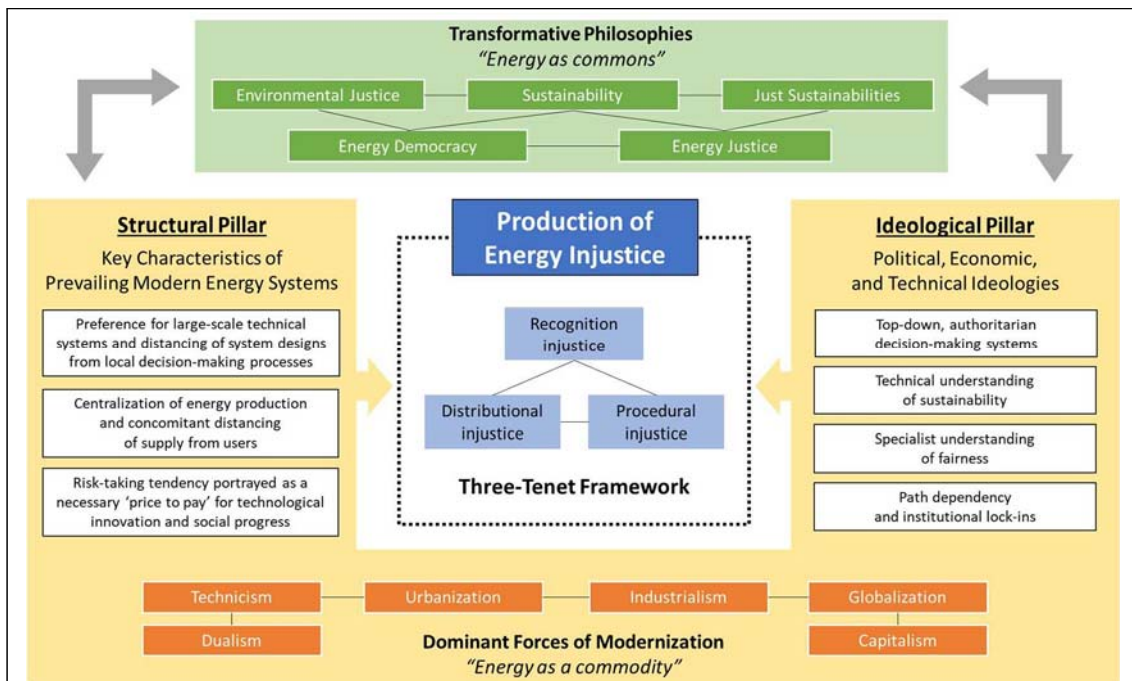 Transformative Philosophies
“Energy as commons”
Environmental Justice
Sustainability
Just Sustainabilities
Energy Democracy
Energy Justice
Structural Pillar
Key Characteristics of
Prevailing Modern Energy Systems
Preference for large-scale technical
systems and distancing of system designs
from local decision-making processes
Centralization of energy production
and concomitant distancing
of supply from users
Risk-taking tendency portrayed as a
necessary ‘price to pay’ for technological
innovation and social progress
Production of
Energy Injustice
Recognition
injustice
Distributional
injustice
Procedural
injustice
Three-Tenet Framework
Ideological Pillar
Political, Economic,
and Technical Ideologies
Top-down, authoritarian
decision-making systems
Technical understanding
of sustainability
Specialist understanding
of fairness
Path dependency
and institutional lock-ins
Technicism
Urbanization
Industrialism
Globalization
Dualism
Capitalism
Dominant Forces of Modernization
“Energy as a commodity”